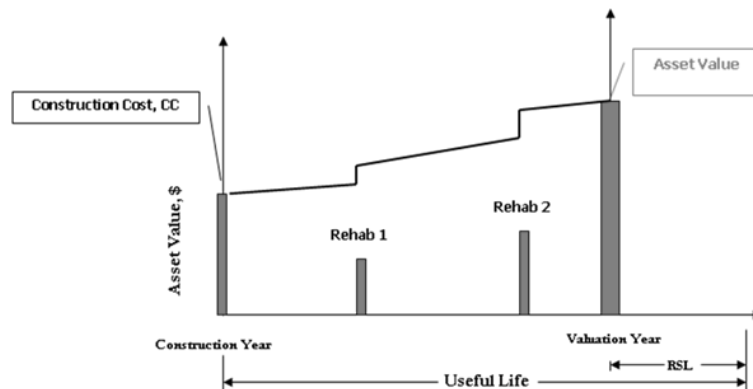 Asset Value
Construction Cost, CC
Asset Value, $
Rehab 1
Rehab 2
Construction Year
Valuation Year
RSL
Useful Life